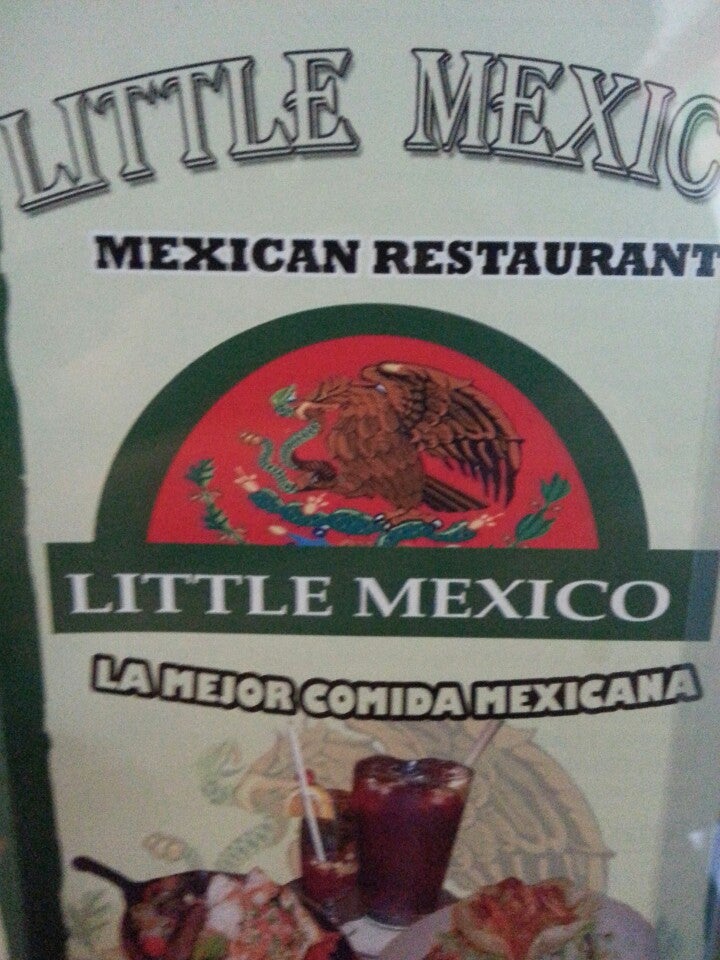 LITTLE MEXIC
MEXICAN RESTAURANT
LITTLE MEXICO
LA MEJOR COMIDA MEXICANA